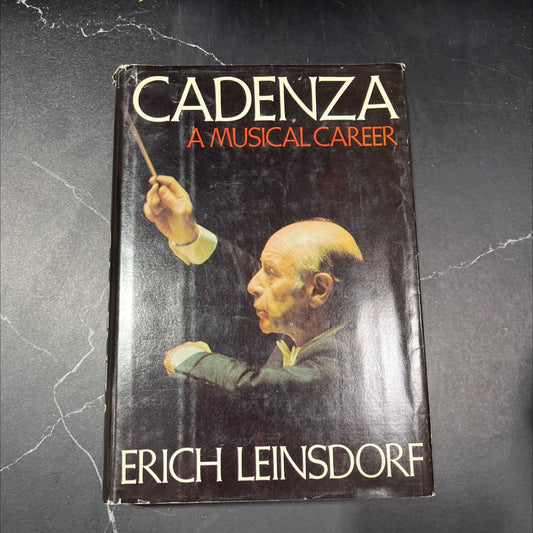 CADENZA
A MUSICAL CAREER
ERICH LEINSDORF